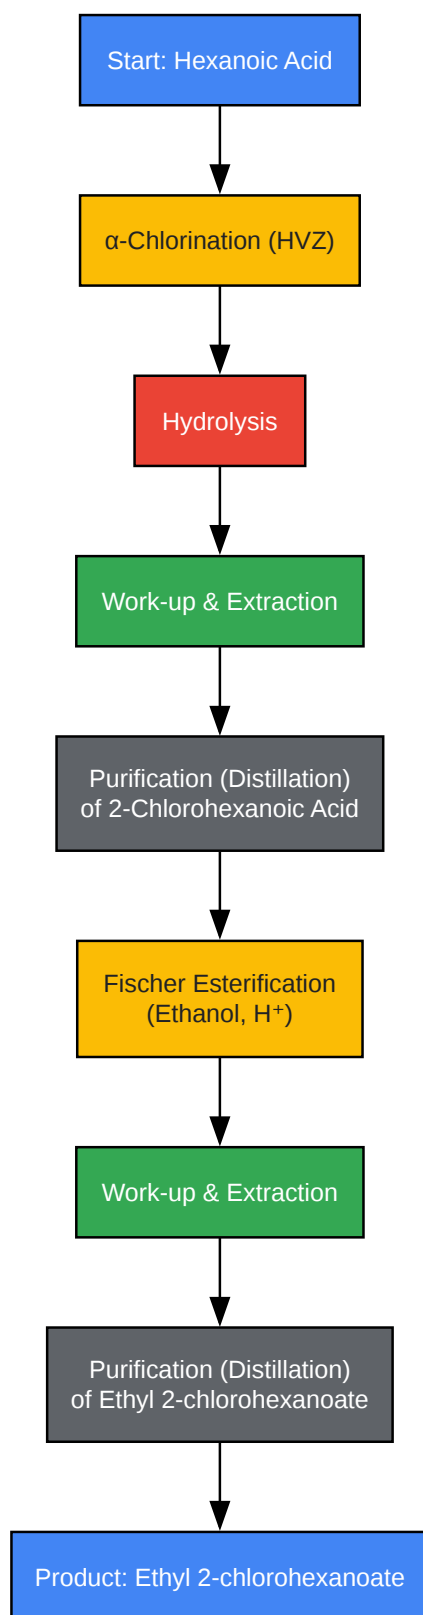 Start: Hexanoic Acid
α-Chlorination (HVZ)
Hydrolysis
Work-up & Extraction
Purification (Distillation)
of 2-Chlorohexanoic Acid
Fischer Esterification
(Ethanol, H⁺)
Work-up & Extraction
Purification (Distillation)
of Ethyl 2-chlorohexanoate
Product: Ethyl 2-chlorohexanoate